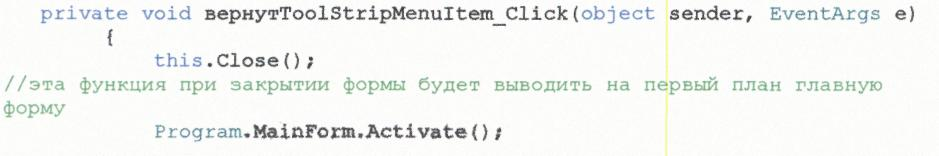 private void вернутToolStripMenuItem_Click(object sender, EventArgs e)
{
this.Close();
//эта функция при закрытии формы будет выводить на первый план главную
форму
Program.MainForm.Activate();